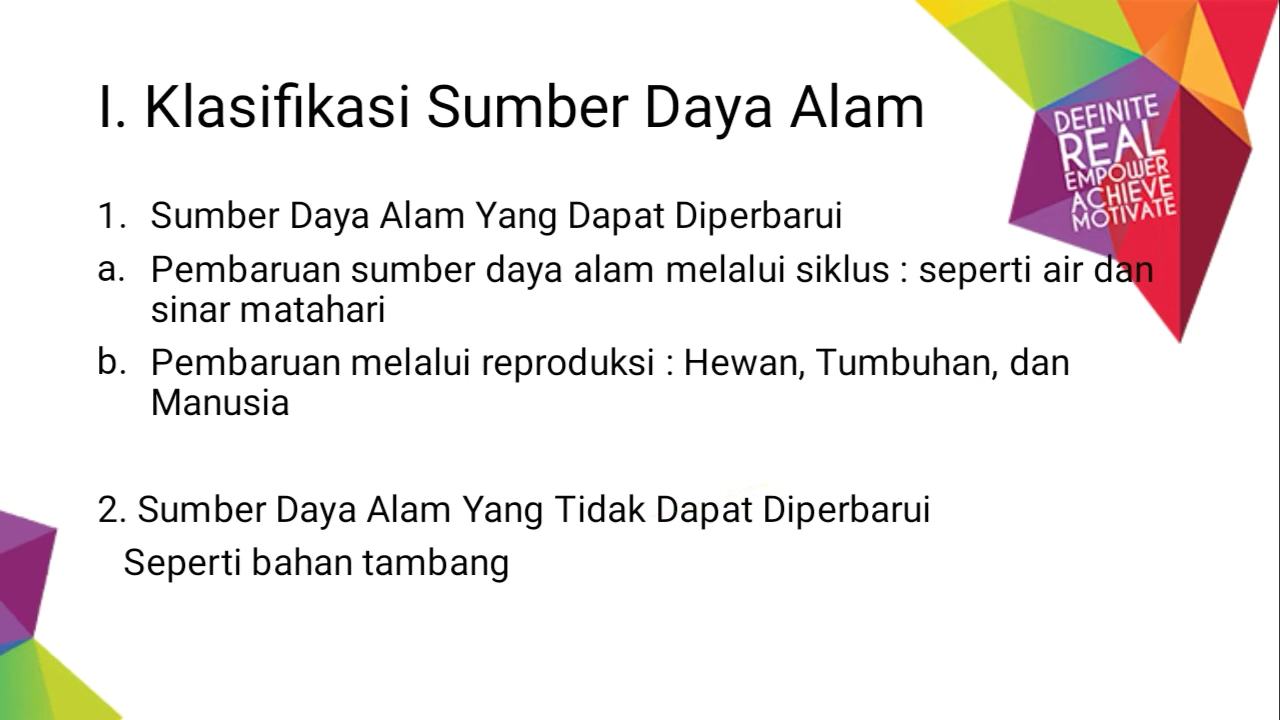 I. Klasifikasi Sumber Daya Alam
DEFINITE
REAL
EMPOWER
ACHIEVE
MOTIVATE
1. Sumber Daya Alam Yang Dapat Diperbarui
a. Pembaruan sumber daya alam melalui siklus : seperti air dan
sinar matahari
b. Pembaruan melalui reproduksi : Hewan, Tumbuhan, dan
Manusia
2. Sumber Daya Alam Yang Tidak Dapat Diperbarui
Seperti bahan tambang